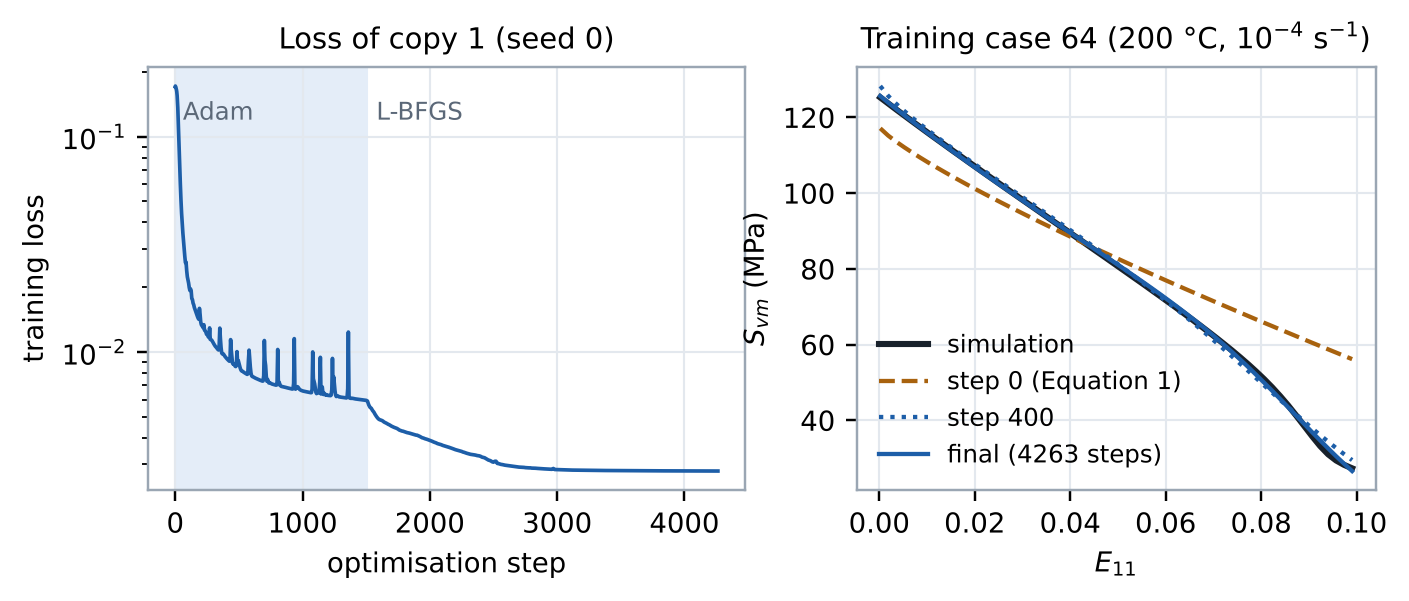 Loss of copy 1 (seed 0)
Adam
L-BFGS
10⁻¹
10⁻²
training loss
0 1000 2000 3000 4000
optimisation step
Training case 64 (200 °C, 10⁻⁴ s⁻¹)
120
100
80
60
40
Sᵥₘ (MPa)
simulation
step 0 (Equation 1)
step 400
final (4263 steps)
0.00 0.02 0.04 0.06 0.08 0.10
E₁₁